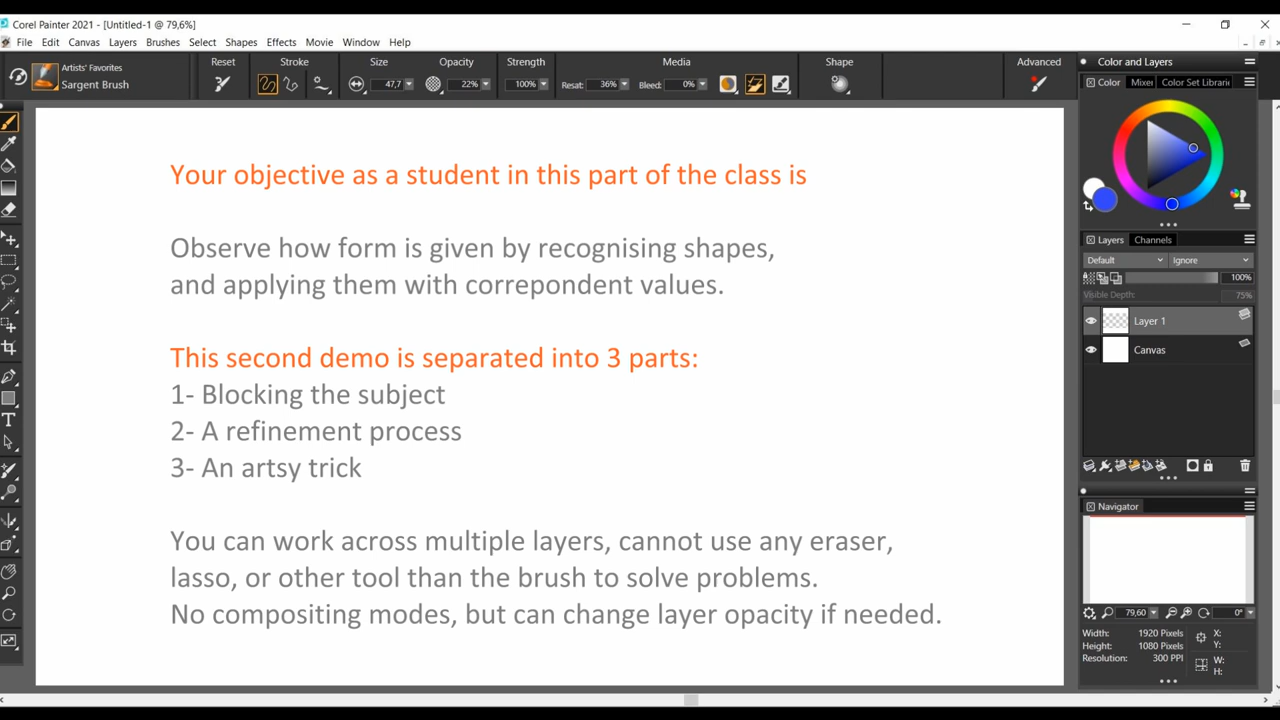 Corel Painter 2021 - [Untitled-1 @ 79,6%]
File Edit Canvas Layers Brushes Select Shapes Effects Movie Window Help
Artists' Favorites
Sargent Brush
Reset
Stroke
Size
47,7
Opacity
22%
Strength
100%
Media
Resat: 36%
Bleed: 0%
Shape
Advanced
Your objective as a student in this part of the class is
Observe how form is given by recognising shapes,
and applying them with correpondent values.
This second demo is separated into 3 parts:
1- Blocking the subject
2- A refinement process
3- An artsy trick
You can work across multiple layers, cannot use any eraser,
lasso, or other tool than the brush to solve problems.
No compositing modes, but can change layer opacity if needed.
Color and Layers
Color Mixer Color Set Librarie
Layers Channels
Default Ignore
100%
Visible Depth: 75%
Layer 1
Canvas
Navigator
79,60 0°
Width: 1920 Pixels X:
Height: 1080 Pixels Y:
Resolution: 300 PPI W:
H: